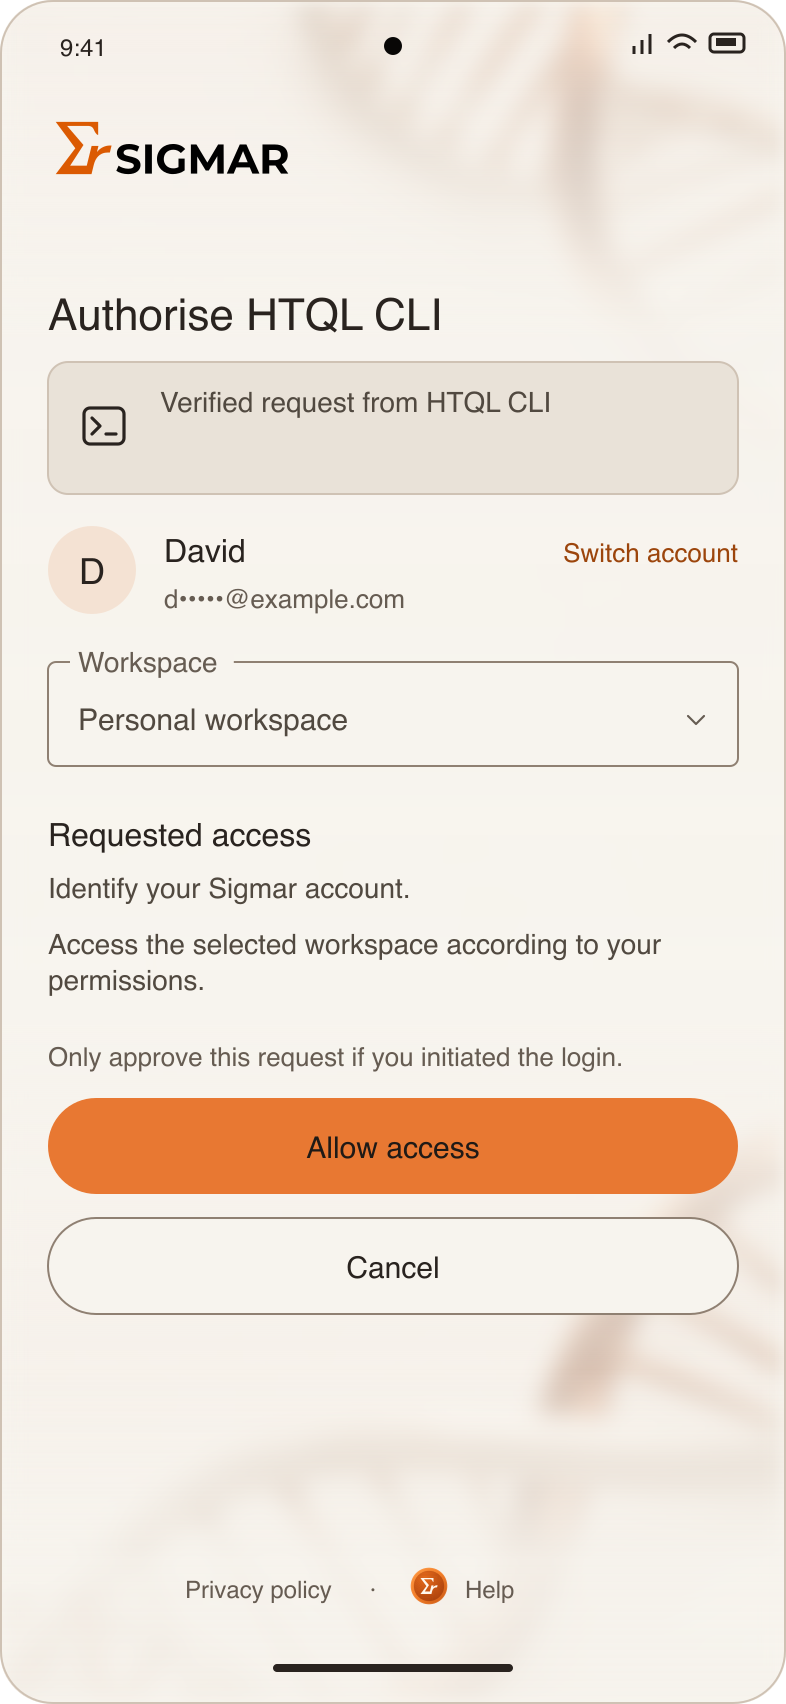 9:41
Σr SIGMAR
Authorise HTQL CLI
Verified request from HTQL CLI
D
David
Switch account
d•••••@example.com
Workspace
Personal workspace
Requested access
Identify your Sigmar account.
Access the selected workspace according to your
permissions.
Only approve this request if you initiated the login.
Allow access
Cancel
Privacy policy · Σr Help